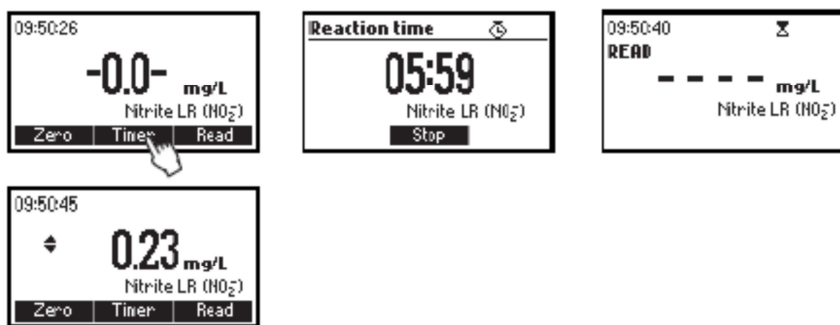 09:50:26
-0.0- mg/L
Nitrite LR (NO₂⁻)
Zero Timer Read
Reaction time
05:59
Nitrite LR (NO₂⁻)
Stop
09:50:40
READ
---- mg/L
Nitrite LR (NO₂⁻)
09:50:45
0.23 mg/L
Nitrite LR (NO₂⁻)
Zero Timer Read